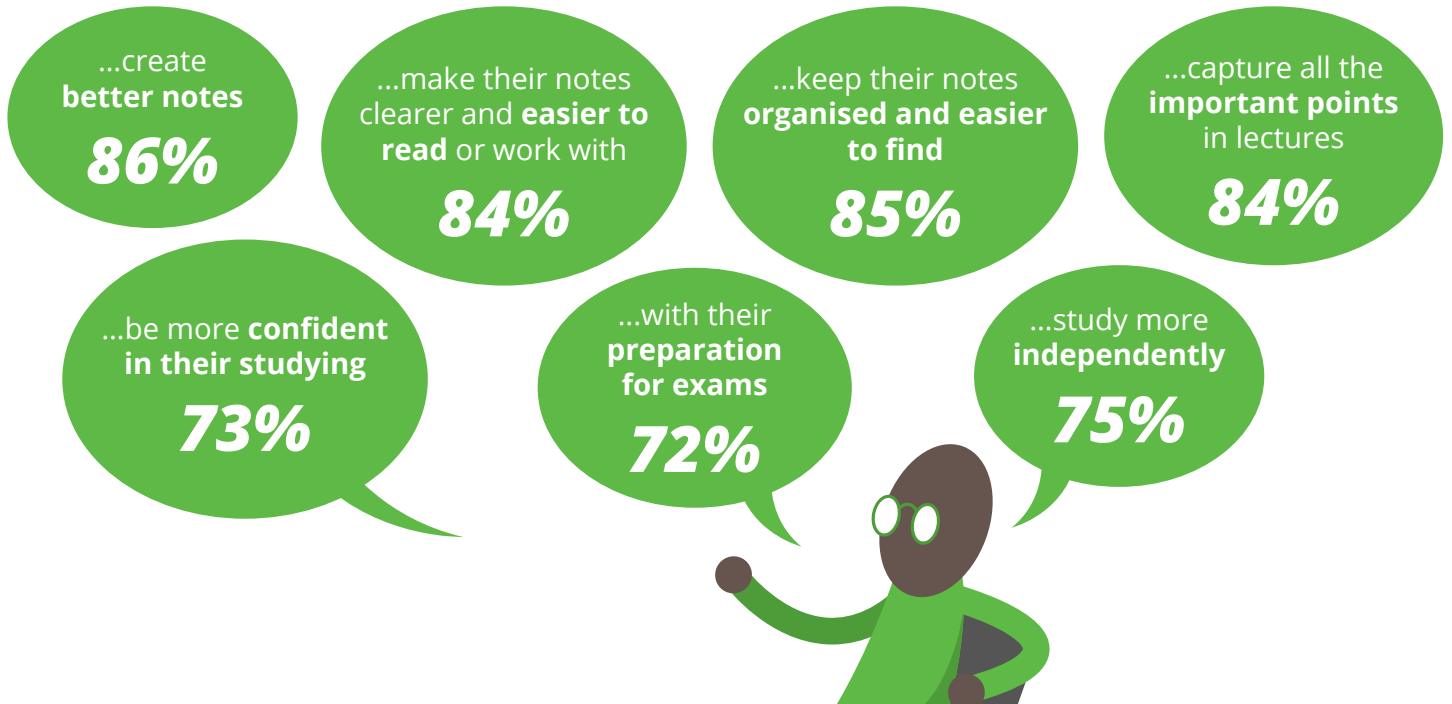 ...create
better notes
86%
...make their notes
clearer and easier to
read or work with
84%
...keep their notes
organised and easier
to find
85%
...capture all the
important points
in lectures
84%
...be more confident
in their studying
73%
...with their
preparation
for exams
72%
...study more
independently
75%